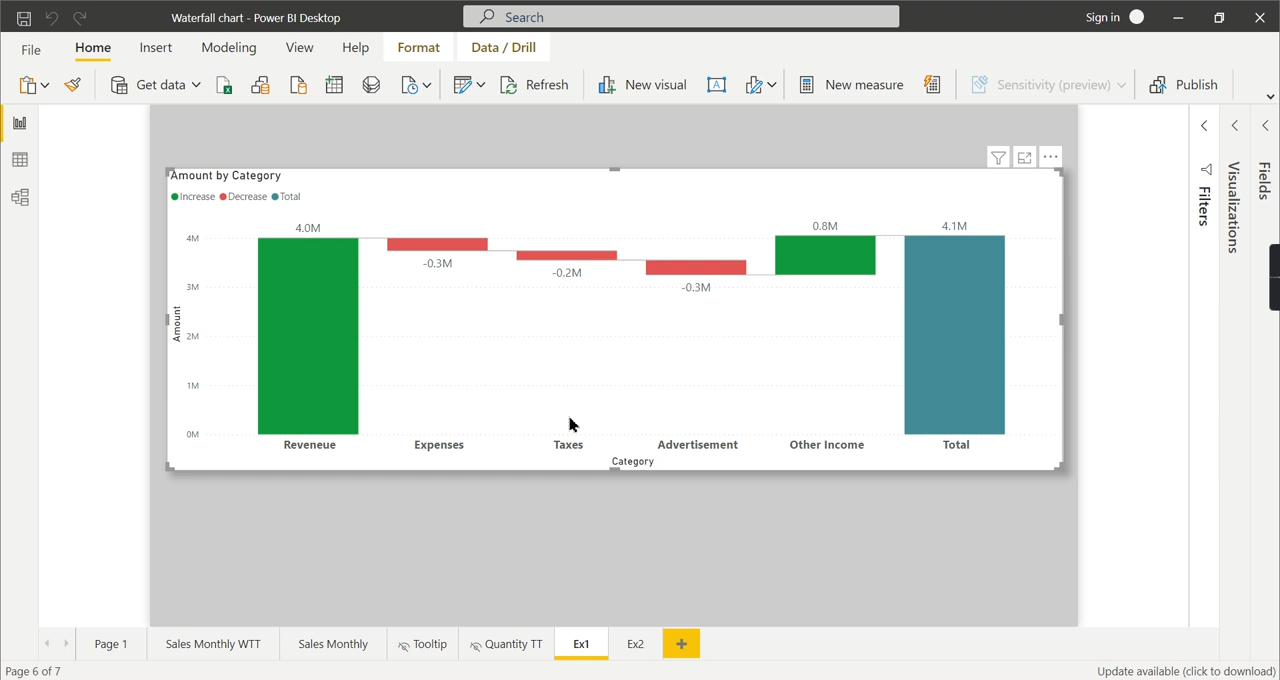 Waterfall chart - Power BI Desktop
Search
Sign in
File Home Insert Modeling View Help Format Data / Drill
Get data Refresh New visual New measure Sensitivity (preview) Publish
Amount by Category
Increase Decrease Total
4.0M
-0.3M
-0.2M
-0.3M
0.8M
4.1M
4M
3M
2M
1M
0M
Amount
Reveneue Expenses Taxes Advertisement Other Income Total
Category
Filters
Visualizations
Fields
Page 1 Sales Monthly WTT Sales Monthly Tooltip Quantity TT Ex1 Ex2 +
Page 6 of 7
Update available (click to download)